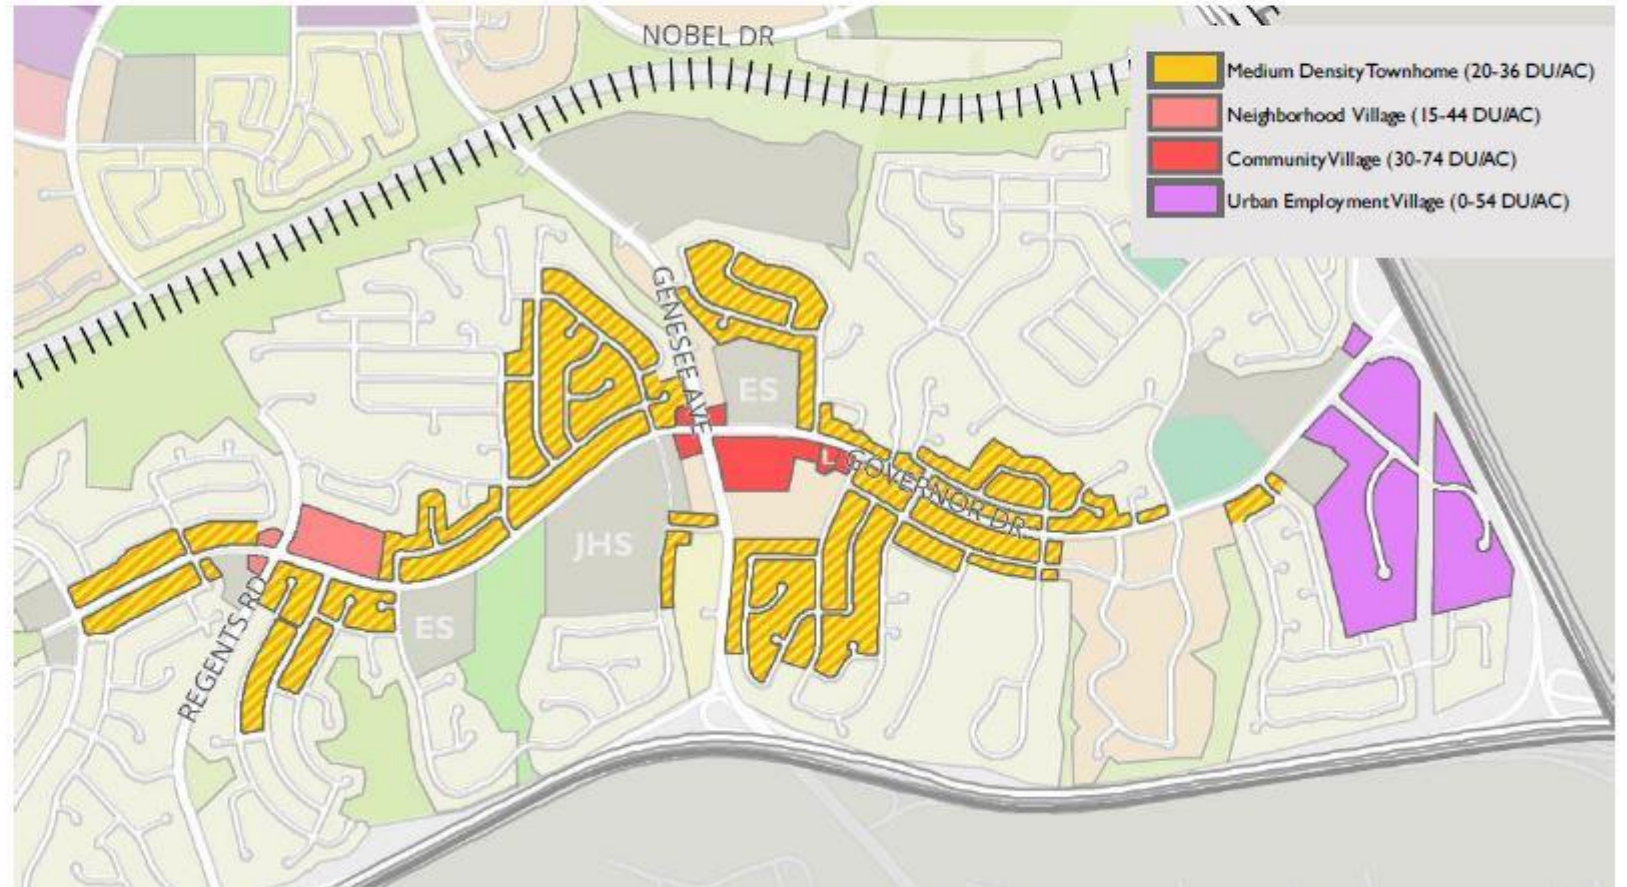 NOBEL DR
Medium Density Townhome (20-36 DU/AC)
Neighborhood Village (15-44 DU/AC)
Community Village (30-74 DU/AC)
Urban Employment Village (0-54 DU/AC)
GENESEE AVE
ES
L
GOVERNOR DR
JHS
ES
REGENTS RD